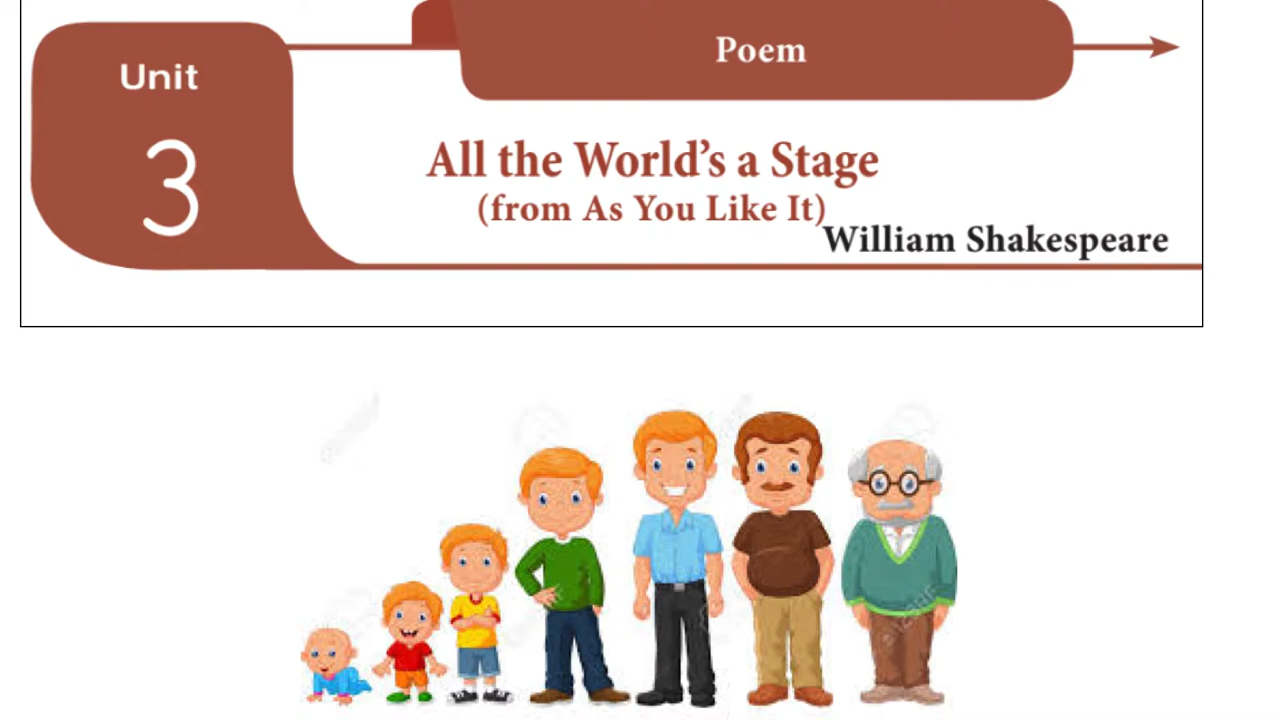 Poem
Unit
3
All the World's a Stage
(from As You Like It)
William Shakespeare